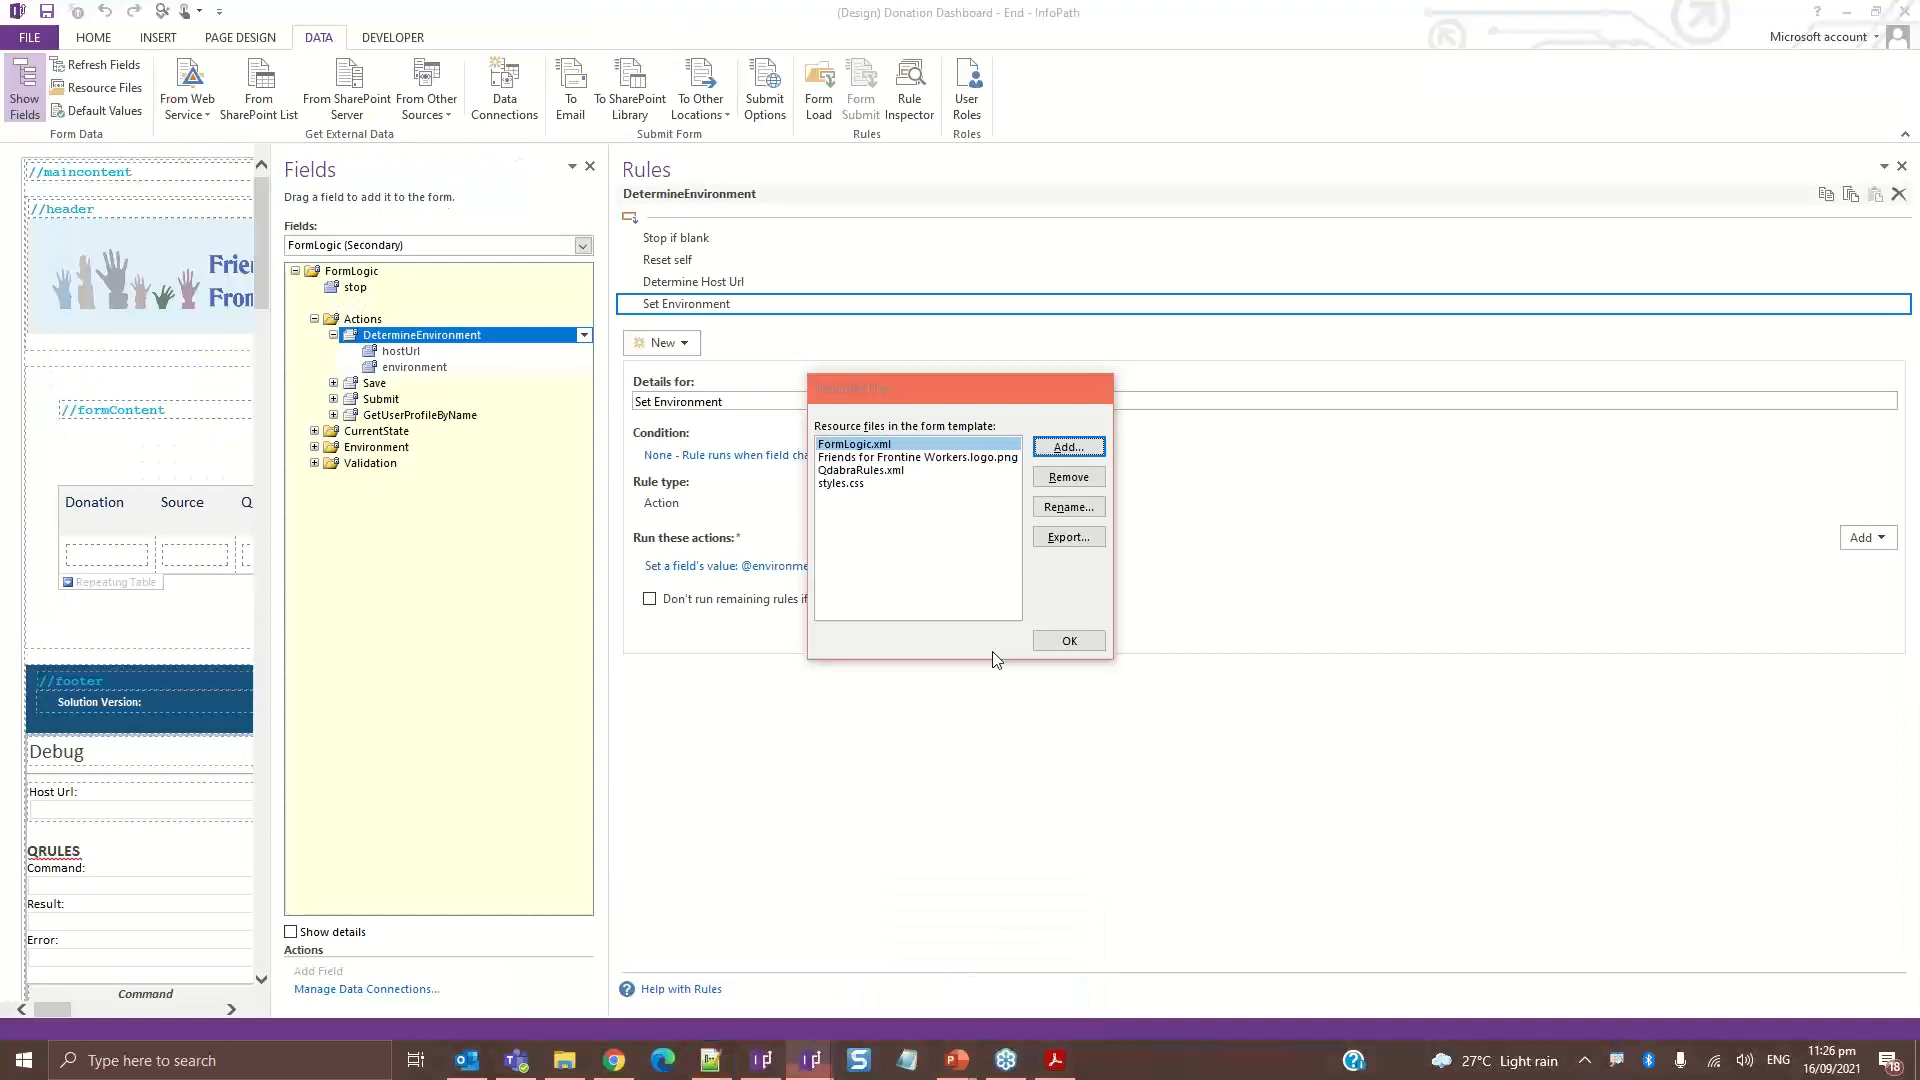 (Design) Donation Dashboard - End - InfoPath
?
FILE
HOME
INSERT
PAGE DESIGN
DATA
DEVELOPER
Microsoft account
Show Fields
Refresh Fields
Resource Files
Default Values
Form Data
From Web Service
From SharePoint List
From SharePoint Server
From Other Sources
Get External Data
Data Connections
To Email
To SharePoint Library
To Other Locations
Submit Options
Submit Form
Form Load
Form Submit
Rule Inspector
Rules
User Roles
Roles
//maincontent
//header
Frie
Fron
//formContent
Donation
Source
Q
Repeating Table
//footer
Solution Version:
Debug
Host Url:
QRULES
Command:
Result:
Error:
Command
Fields
Drag a field to add it to the form.
Fields:
FormLogic (Secondary)
FormLogic
stop
Actions
DetermineEnvironment
hostUrl
environment
Save
Submit
GetUserProfileByName
CurrentState
Environment
Validation
Show details
Actions
Add Field
Manage Data Connections...
Rules
DetermineEnvironment
Stop if blank
Reset self
Determine Host Url
Set Environment
New
Details for:
Set Environment
Condition:
None - Rule runs when field cha
Rule type:
Action
Run these actions:*
Add
Set a field's value: @environme
Don't run remaining rules if
Help with Rules
Resource files in the form template:
FormLogic.xml
Friends for Frontine Workers.logo.png
QdabraRules.xml
styles.css
Add...
Remove
Rename...
Export...
OK
Type here to search
27°C Light rain
ENG
11:26 pm
16/09/2021
18